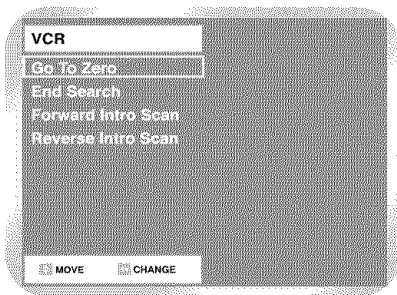 VCR
Go To Zero
End Search
Forward Intro Scan
Reverse Intro Scan
MOVE CHANGE